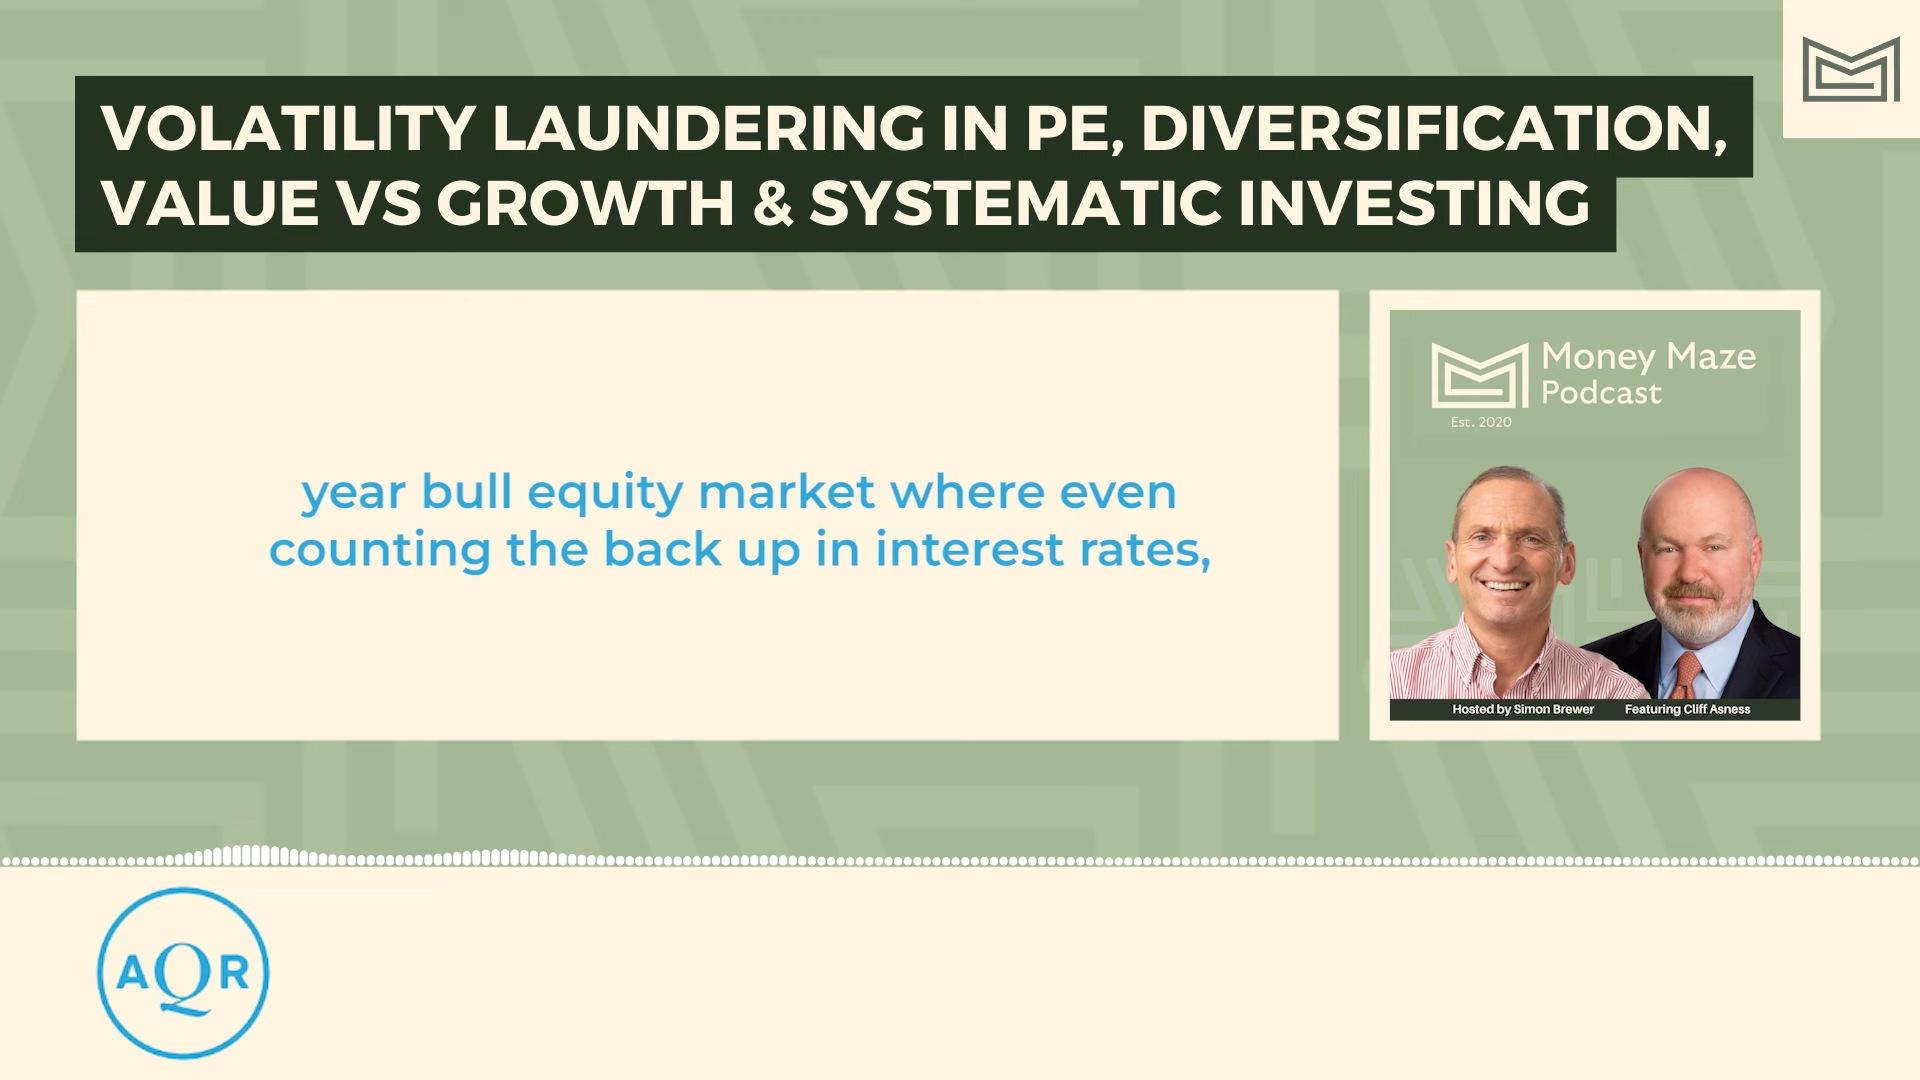 VOLATILITY LAUNDERING IN PE, DIVERSIFICATION,
VALUE VS GROWTH & SYSTEMATIC INVESTING
year bull equity market where even
counting the back up in interest rates,
Money Maze
Podcast
Est. 2020
Hosted by Simon Brewer
Featuring Cliff Asness
AQR